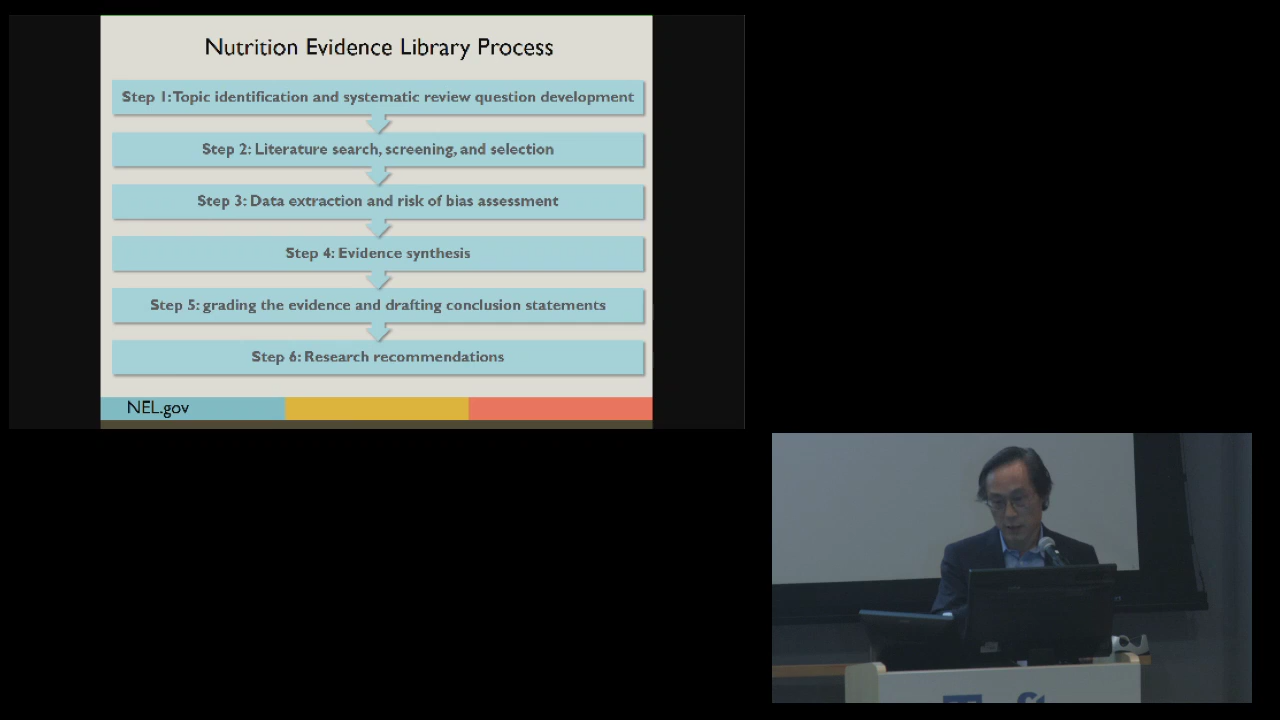 Nutrition Evidence Library Process
Step 1: Topic identification and systematic review question development
Step 2: Literature search, screening, and selection
Step 3: Data extraction and risk of bias assessment
Step 4: Evidence synthesis
Step 5: grading the evidence and drafting conclusion statements
Step 6: Research recommendations
NEL.gov